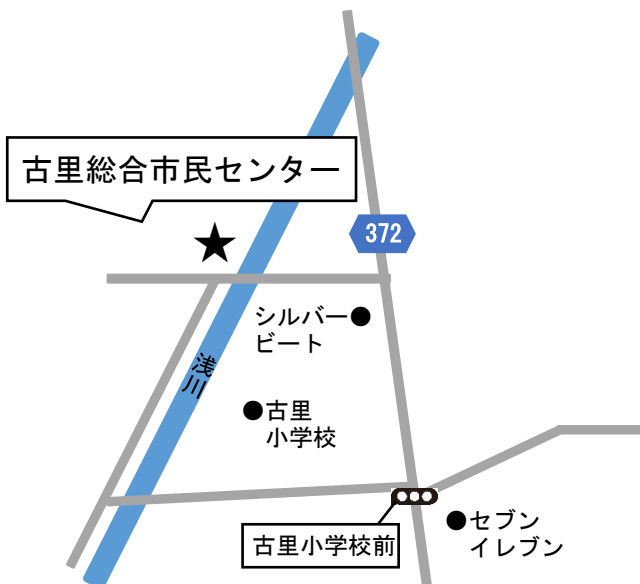 古里総合市民センター
372
シルバー
ビート
浅川
古里
小学校
古里小学校前
セブン
イレブン